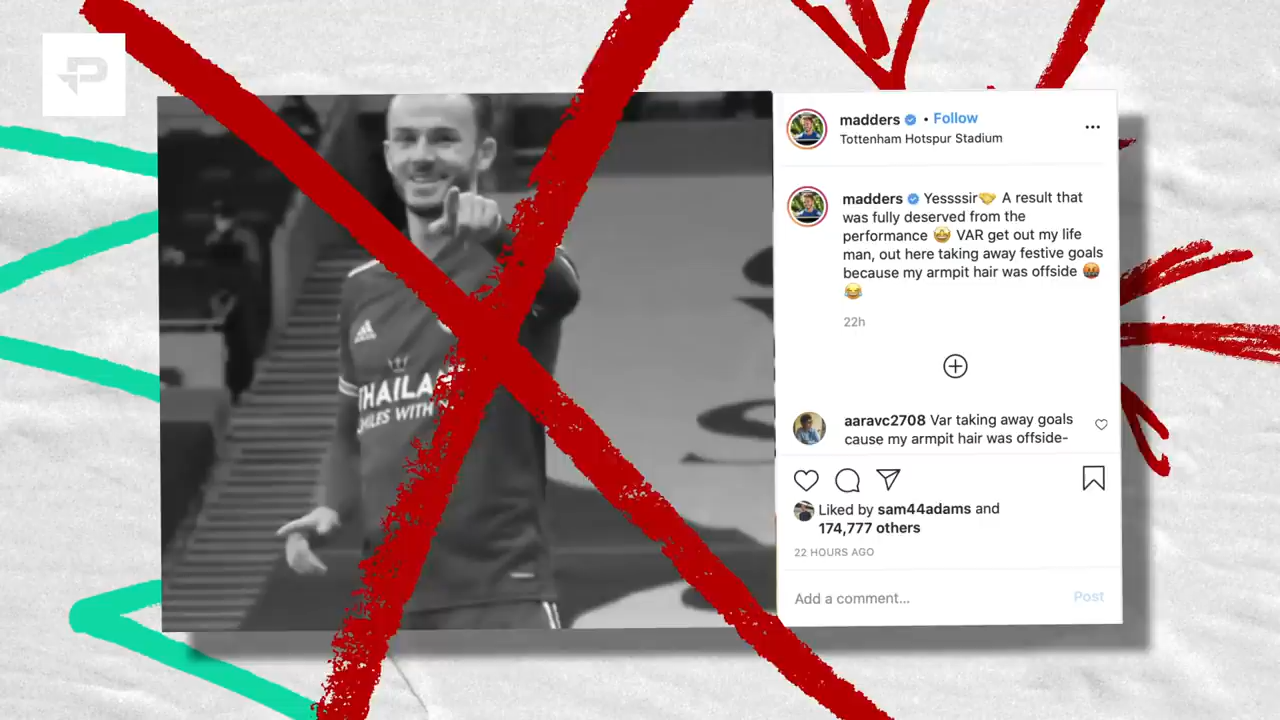 P
madders • Follow
Tottenham Hotspur Stadium
madders Yessssir🤝 A result that
was fully deserved from the
performance 🤩 VAR get out my life
man, out here taking away festive goals
because my armpit hair was offside 🤬
😂
22h
aaravc2708 Var taking away goals
cause my armpit hair was offside-
Liked by sam44adams and
174,777 others
22 HOURS AGO
Add a comment... Post
adidas